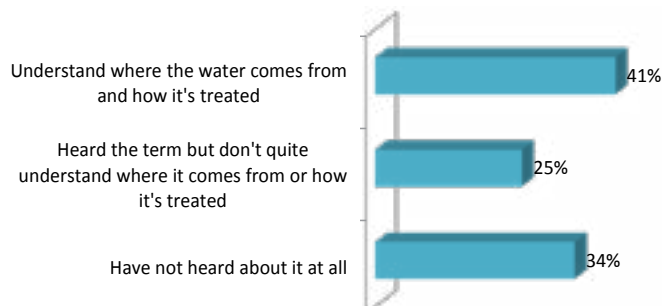 Understand where the water comes from
and how it's treated
41%
Heard the term but don't quite
understand where it comes from or how
it's treated
25%
Have not heard about it at all
34%